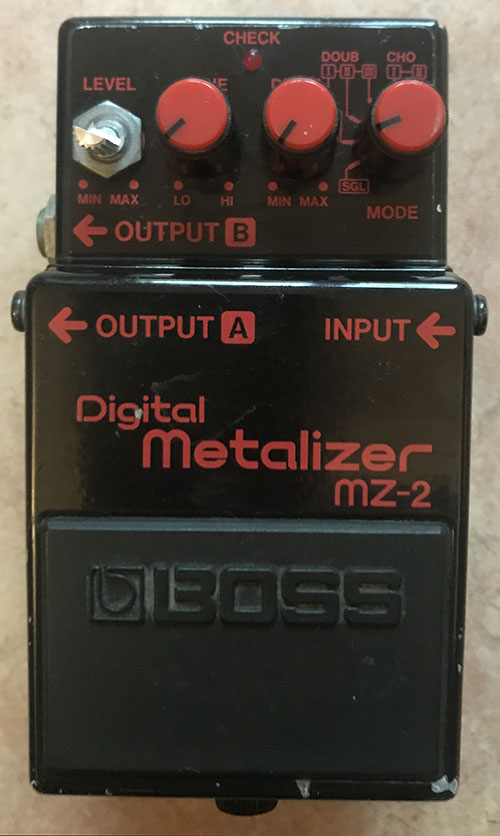 CHECK
LEVEL
DOUB
CHO
I II III
I II
MIN MAX
LO HI
MIN MAX
SGL
MODE
OUTPUT B
OUTPUT A
INPUT
Digital
Metalizer
MZ-2
BOSS